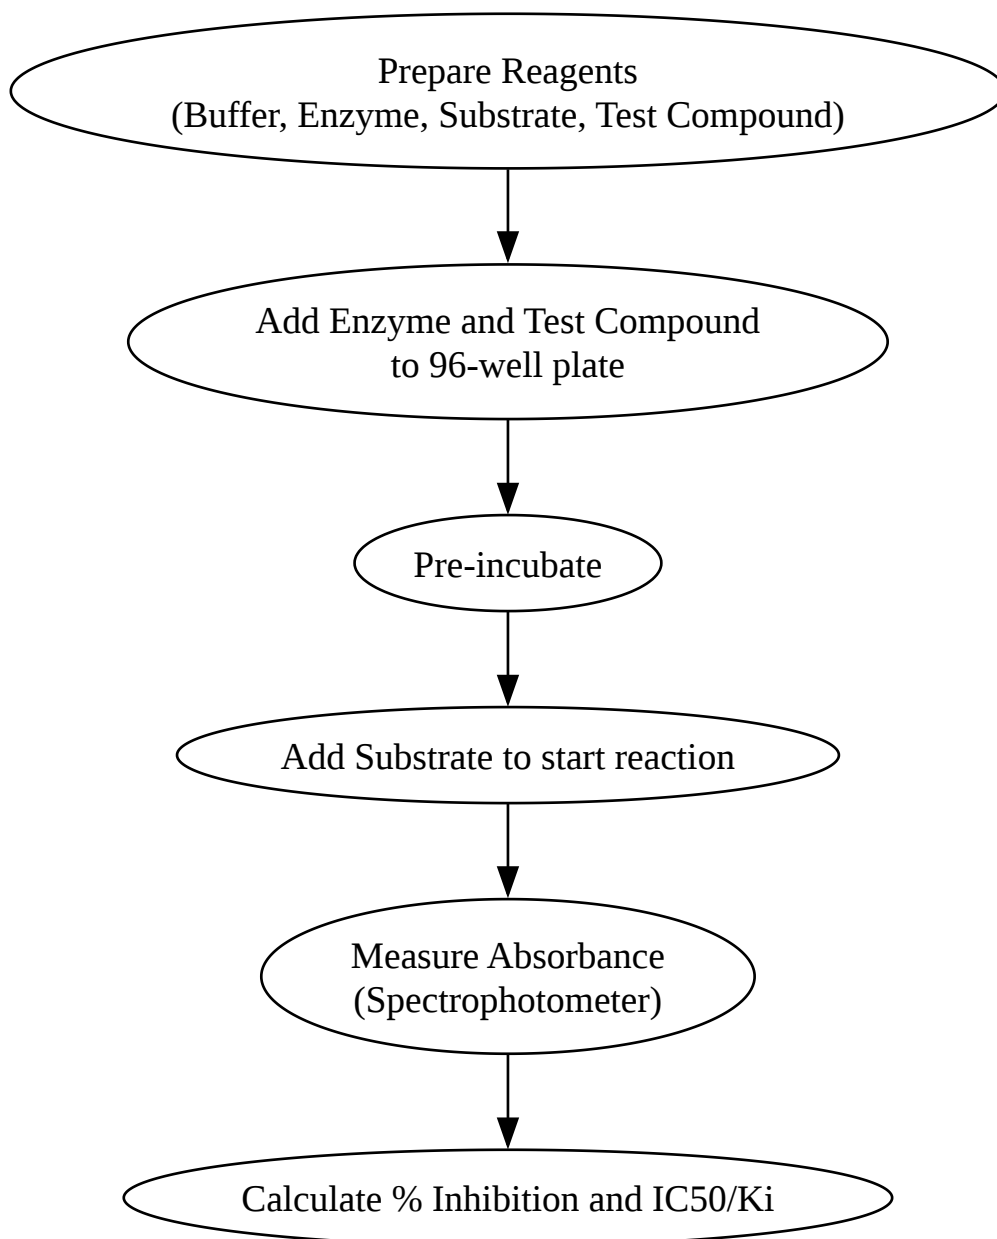 Prepare Reagents
(Buffer, Enzyme, Substrate, Test Compound)
Add Enzyme and Test Compound
to 96-well plate
Pre-incubate
Add Substrate to start reaction
Measure Absorbance
(Spectrophotometer)
Calculate % Inhibition and IC50/Ki